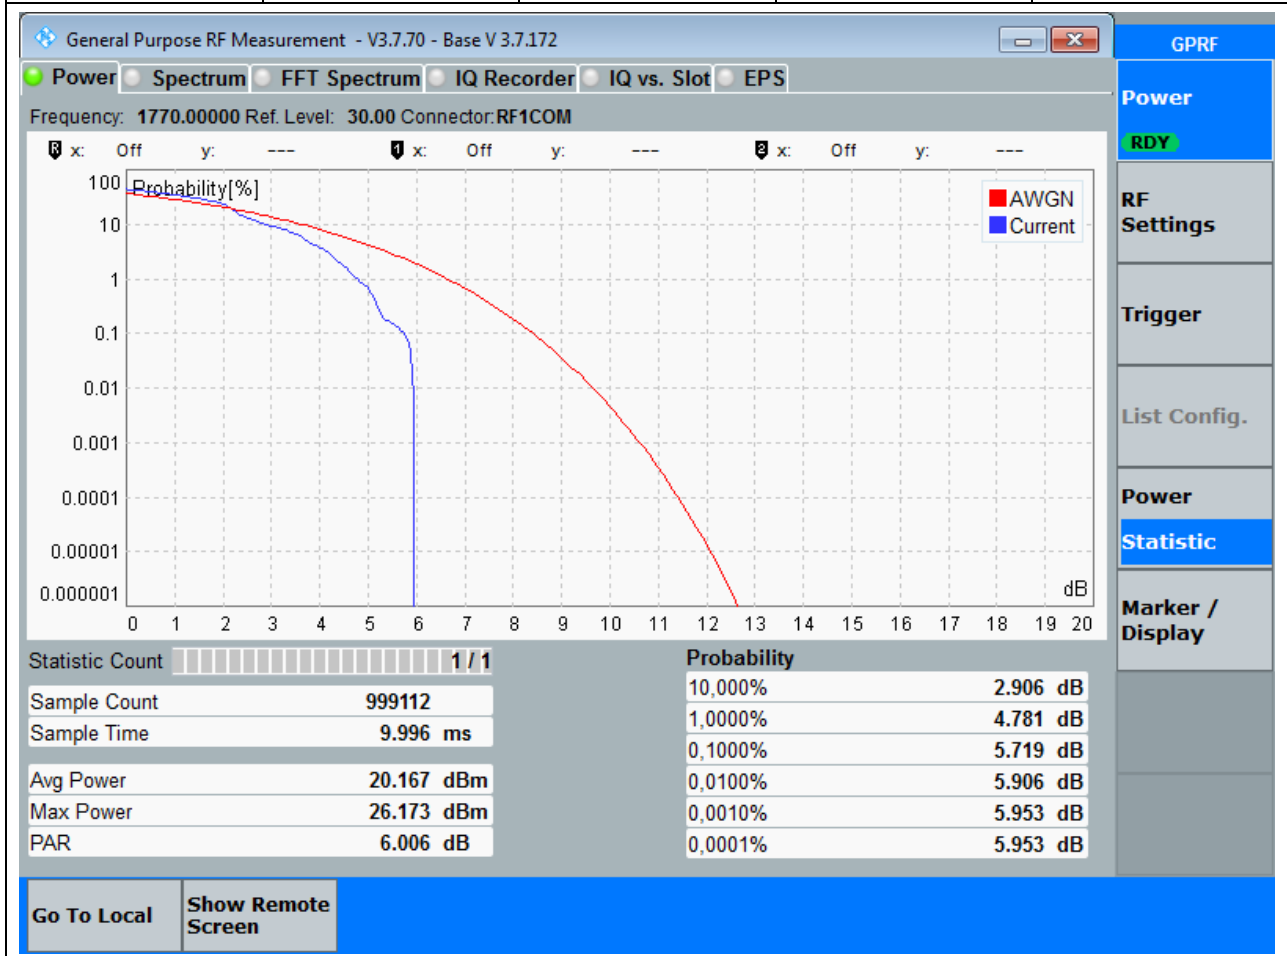 General Purpose RF Measurement - V3.7.70 - Base V 3.7.172
GPRF
Power Spectrum FFT Spectrum IQ Recorder IQ vs. Slot EPS
Power
RDY
Frequency: 1770.00000 Ref. Level: 30.00 Connector:RF1COM
R x: Off y: --- 1 x: Off y: --- 2 x: Off y: ---
Probability[%]
AWGN
Current
100
10
1
0.1
0.01
0.001
0.0001
0.00001
0.000001
dB
0 1 2 3 4 5 6 7 8 9 10 11 12 13 14 15 16 17 18 19 20
RF
Settings
Trigger
List Config.
Power
Statistic
Marker /
Display
Statistic Count 1 / 1
Sample Count 999112
Sample Time 9.996 ms
Avg Power 20.167 dBm
Max Power 26.173 dBm
PAR 6.006 dB
Probability
10,000% 2.906 dB
1,0000% 4.781 dB
0,1000% 5.719 dB
0,0100% 5.906 dB
0,0010% 5.953 dB
0,0001% 5.953 dB
Go To Local
Show Remote
Screen